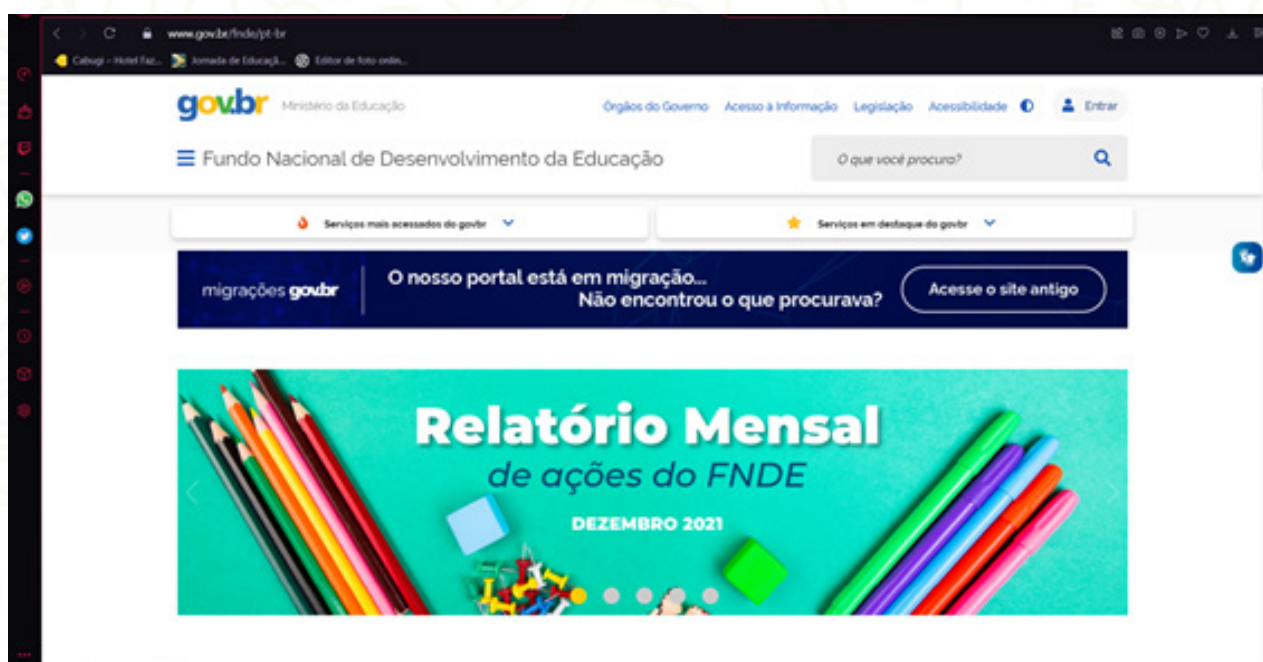 www.gov.br/fnde/pt-br
Cabugi - Hotel Faz... Jornada de Educaçã... Editor de foto onlin...
gov.br Ministério da Educação Órgãos do Governo Acesso à Informação Legislação Acessibilidade Entrar
Fundo Nacional de Desenvolvimento da Educação O que você procura?
Serviços mais acessados do govbr Serviços em destaque do govbr
migrações gov.br O nosso portal está em migração...
Não encontrou o que procurava? Acesse o site antigo
Relatório Mensal
de ações do FNDE
DEZEMBRO 2021